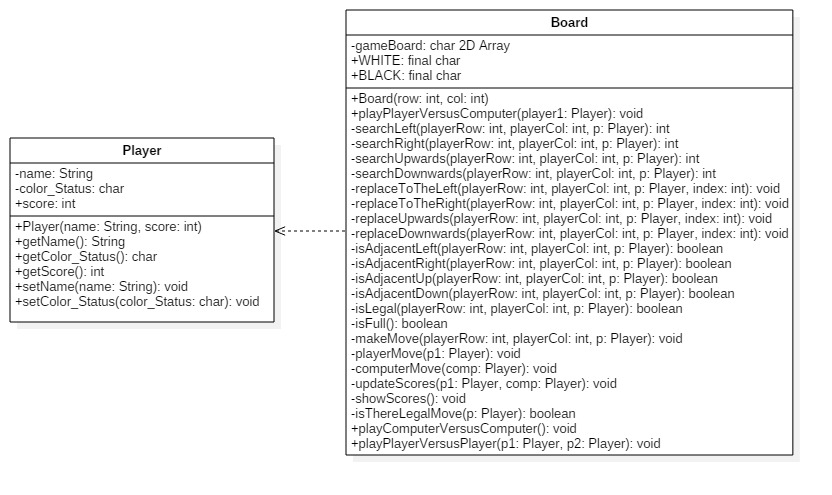 Player
-name: String
-color_Status: char
+score: int
+Player(name: String, score: int)
+getName(): String
+getColor_Status(): char
+getScore(): int
+setName(name: String): void
+setColor_Status(color_Status: char): void
Board
-gameBoard: char 2D Array
+WHITE: final char
+BLACK: final char
+Board(row: int, col: int)
+playPlayerVersusComputer(player1: Player): void
-searchLeft(playerRow: int, playerCol: int, p: Player): int
-searchRight(playerRow: int, playerCol: int, p: Player): int
-searchUpwards(playerRow: int, playerCol: int, p: Player): int
-searchDownwards(playerRow: int, playerCol: int, p: Player): int
-replaceToTheLeft(playerRow: int, playerCol: int, p: Player, index: int): void
-replaceToTheRight(playerRow: int, playerCol: int, p: Player, index: int): void
-replaceUpwards(playerRow: int, playerCol: int, p: Player, index: int): void
-replaceDownwards(playerRow: int, playerCol: int, p: Player, index: int): void
-isAdjacentLeft(playerRow: int, playerCol: int, p: Player): boolean
-isAdjacentRight(playerRow: int, playerCol: int, p: Player): boolean
-isAdjacentUp(playerRow: int, playerCol: int, p: Player): boolean
-isAdjacentDown(playerRow: int, playerCol: int, p: Player): boolean
-isLegal(playerRow: int, playerCol: int, p: Player): boolean
-isFull(): boolean
-makeMove(playerRow: int, playerCol: int, p: Player): void
-playerMove(p1: Player): void
-computerMove(comp: Player): void
-updateScores(p1: Player, comp: Player): void
-showScores(): void
-isThereLegalMove(p: Player): boolean
+playComputerVersusComputer(): void
+playPlayerVersusPlayer(p1: Player, p2: Player): void